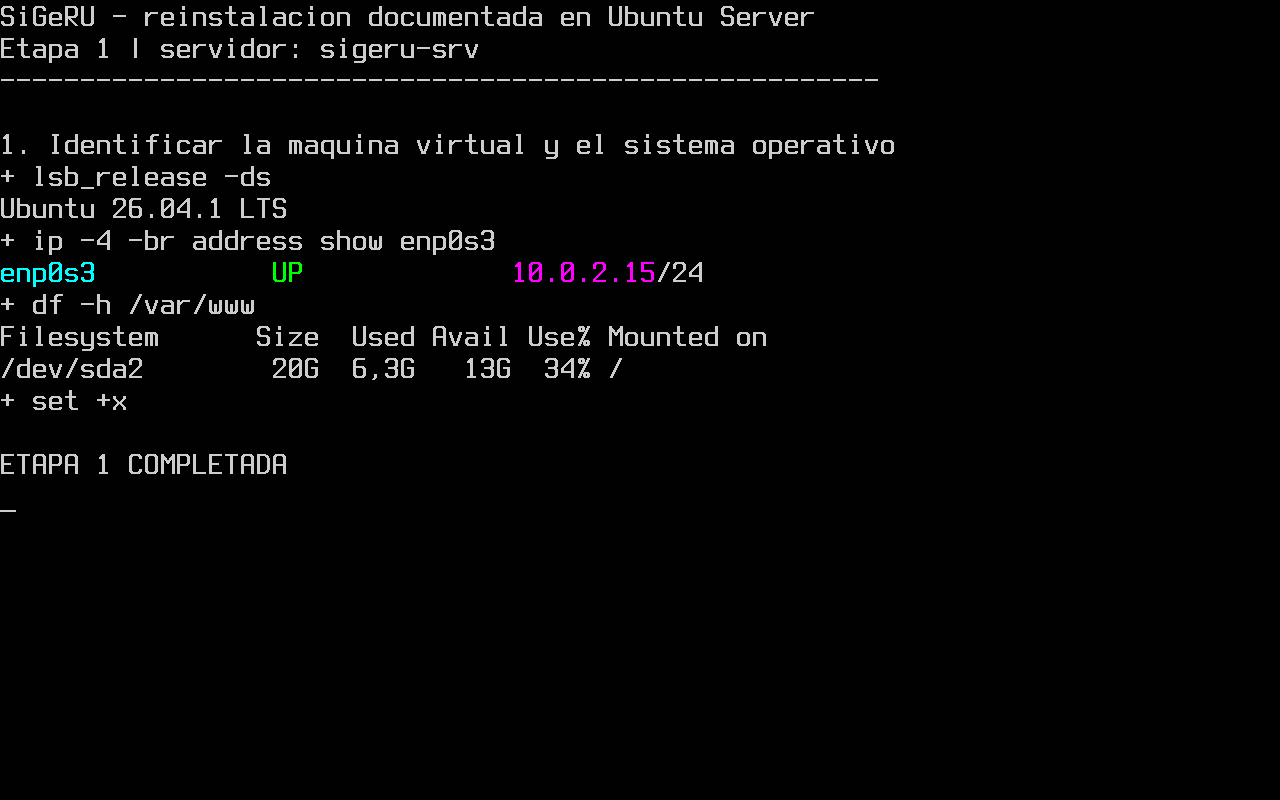 SiGeRU - reinstalacion documentada en Ubuntu Server
Etapa 1 | servidor: sigeru-srv
-------------------------------------------------------
1. Identificar la maquina virtual y el sistema operativo
+ lsb_release -ds
Ubuntu 26.04.1 LTS
+ ip -4 -br address show enp0s3
enp0s3           UP             10.0.2.15/24
+ df -h /var/www
Filesystem      Size  Used Avail Use% Mounted on
/dev/sda2        20G  6,3G   13G  34% /
+ set +x
ETAPA 1 COMPLETADA
_